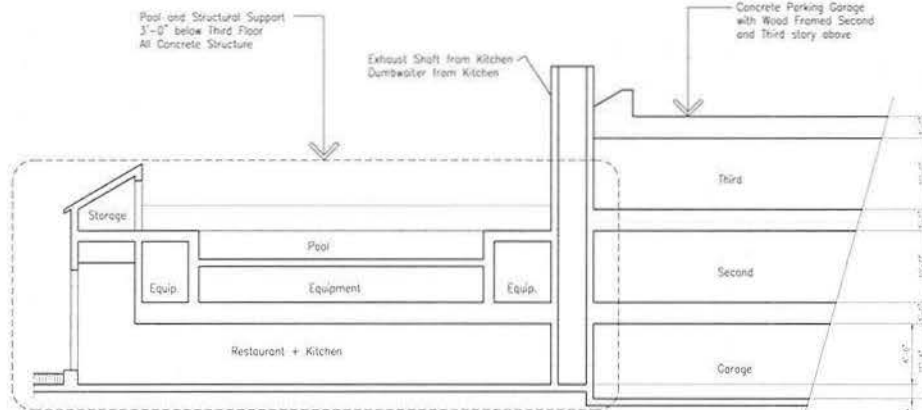 Pool and Structural Support
3'-0" below Third Floor
All Concrete Structure
Concrete Parking Garage
with Wood Framed Second
and Third story above
Exhaust Shaft from Kitchen
Dumbwaiter from Kitchen
Third
Storage
Pool
Second
Equip.
Equipment
Equip.
Restaurant + Kitchen
Garage